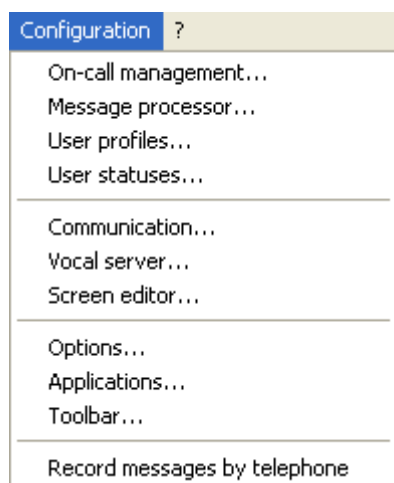 Configuration ?
On-call management...
Message processor...
User profiles...
User statuses...
Communication...
Vocal server...
Screen editor...
Options...
Applications...
Toolbar...
Record messages by telephone